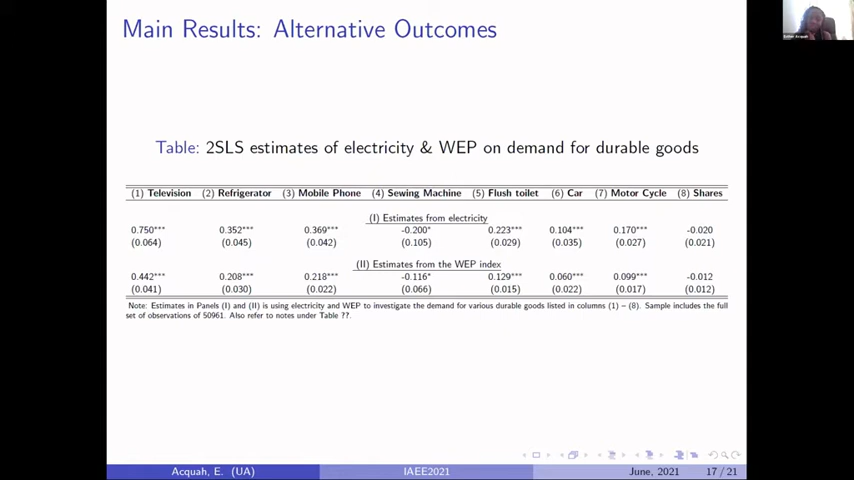 Main Results: Alternative Outcomes
Esther Acquah
Table: 2SLS estimates of electricity & WEP on demand for durable goods
(1) Television (2) Refrigerator (3) Mobile Phone (4) Sewing Machine (5) Flush toilet (6) Car (7) Motor Cycle (8) Shares
(I) Estimates from electricity
0.750*** 0.352*** 0.369*** -0.200* 0.223*** 0.104*** 0.170*** -0.020
(0.064) (0.045) (0.042) (0.105) (0.029) (0.035) (0.027) (0.021)
(II) Estimates from the WEP index
0.442*** 0.208*** 0.218*** -0.116* 0.129*** 0.060*** 0.099*** -0.012
(0.041) (0.030) (0.022) (0.066) (0.015) (0.022) (0.017) (0.012)
Note: Estimates in Panels (I) and (II) is using electricity and WEP to investigate the demand for various durable goods listed in columns (1) – (8). Sample includes the full
set of observations of 50961. Also refer to notes under Table ??.
Acquah, E. (UA) IAEE2021 June, 2021 17 / 21